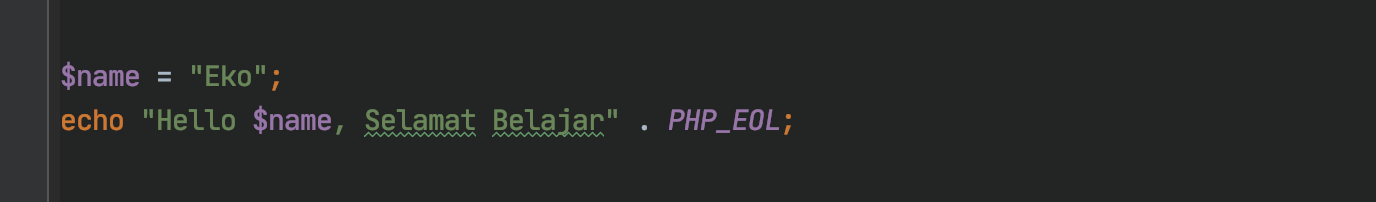 $name = "Eko";
echo "Hello $name, Selamat Belajar" . PHP_EOL;